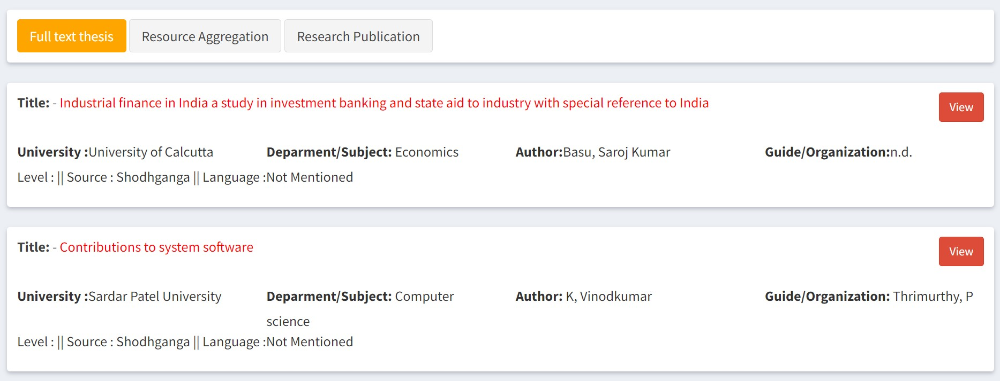 Full text thesis Resource Aggregation Research Publication
Title: - Industrial finance in India a study in investment banking and state aid to industry with special reference to India View
University :University of Calcutta Deparment/Subject: Economics Author:Basu, Saroj Kumar Guide/Organization:n.d.
Level : || Source : Shodhganga || Language :Not Mentioned
Title: - Contributions to system software View
University :Sardar Patel University Deparment/Subject: Computer Author: K, Vinodkumar Guide/Organization: Thrimurthy, P
science
Level : || Source : Shodhganga || Language :Not Mentioned